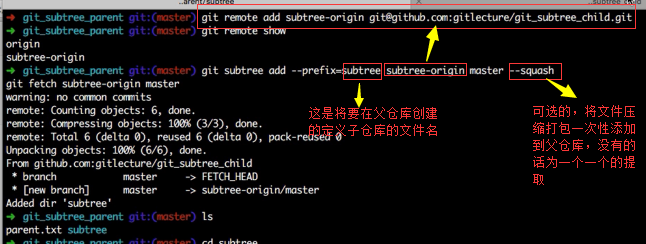 ..arent/subtree
subtree_child
→ git_subtree_parent git:(master) git remote add subtree-origin git@github.com:gitlecture/git_subtree_child.git
→ git_subtree_parent git:(master) git remote show
origin
subtree-origin
→ git_subtree_parent git:(master) git subtree add --prefix=subtree subtree-origin master --squash
git fetch subtree-origin master
warning: no common commits
remote: Counting objects: 6, done.
remote: Compressing objects: 100% (3/3), done.
remote: Total 6 (delta 0), reused 6 (delta 0), pack-reused 0
Unpacking objects: 100% (6/6), done.
From github.com:gitlecture/git_subtree_child
* branch master -> FETCH_HEAD
* [new branch] master -> subtree-origin/master
Added dir 'subtree'
→ git_subtree_parent git:(master) ls
parent.txt subtree
→ git_subtree_parent git:(master) cd subtree
这是将要在父仓库创建
的定义子仓库的文件名
可选的，将文件压
缩打包一次性添加
到父仓库，没有的
话为一个一个的提
取